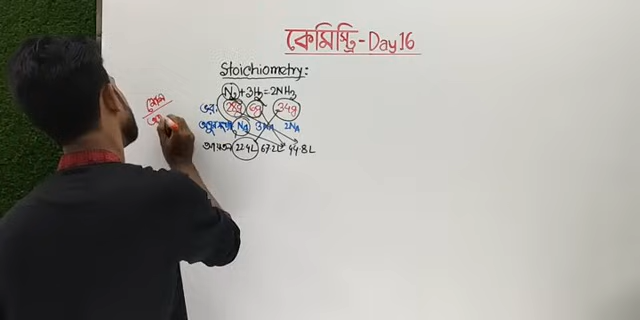 কেমিস্ট্রি - Day 16
Stoichiometry:
N₂ + 3H₂ = 2NH₃
ভর: 28g 6g 34g
NA 3NA 2NA
আয়তন 22.4L 67.2L 44.8L
মোল